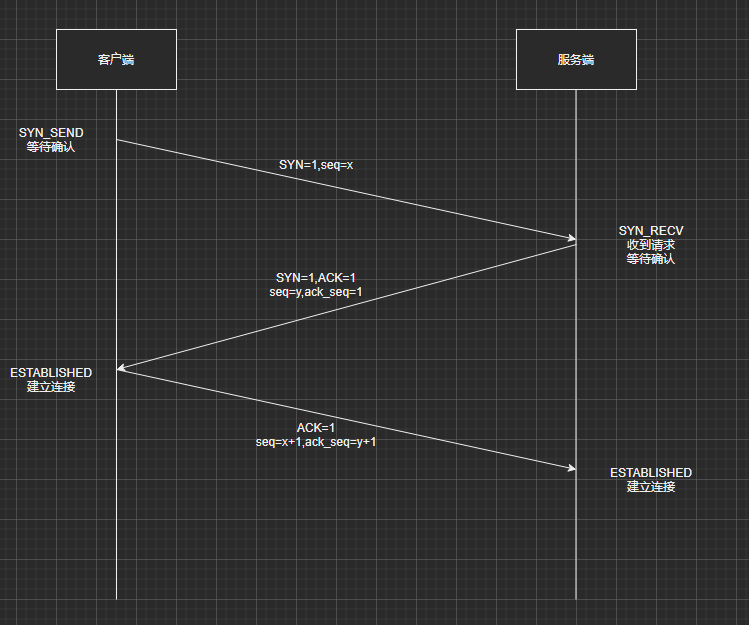 客户端
服务端
SYN_SEND
等待确认
SYN=1,seq=x
SYN_RECV
收到请求
等待确认
SYN=1,ACK=1
seq=y,ack_seq=1
ESTABLISHED
建立连接
ACK=1
seq=x+1,ack_seq=y+1
ESTABLISHED
建立连接